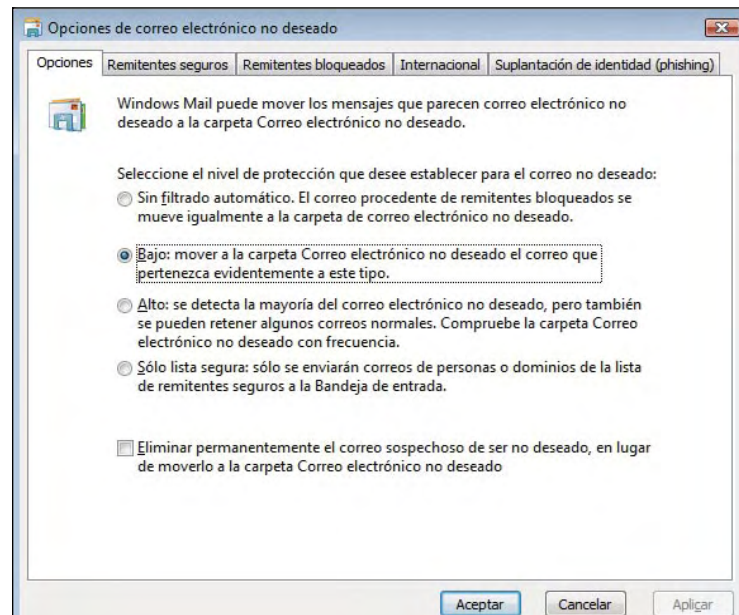 Opciones de correo electrónico no deseado
Opciones Remitentes seguros Remitentes bloqueados Internacional Suplantación de identidad (phishing)
Windows Mail puede mover los mensajes que parecen correo electrónico no
deseado a la carpeta Correo electrónico no deseado.
Seleccione el nivel de protección que desee establecer para el correo no deseado:
Sin filtrado automático. El correo procedente de remitentes bloqueados se
mueve igualmente a la carpeta de correo electrónico no deseado.
Bajo: mover a la carpeta Correo electrónico no deseado el correo que
pertenezca evidentemente a este tipo.
Alto: se detecta la mayoría del correo electrónico no deseado, pero también
se pueden retener algunos correos normales. Compruebe la carpeta Correo
electrónico no deseado con frecuencia.
Sólo lista segura: sólo se enviarán correos de personas o dominios de la lista
de remitentes seguros a la Bandeja de entrada.
Eliminar permanentemente el correo sospechoso de ser no deseado, en lugar
de moverlo a la carpeta Correo electrónico no deseado
Aceptar Cancelar Aplicar